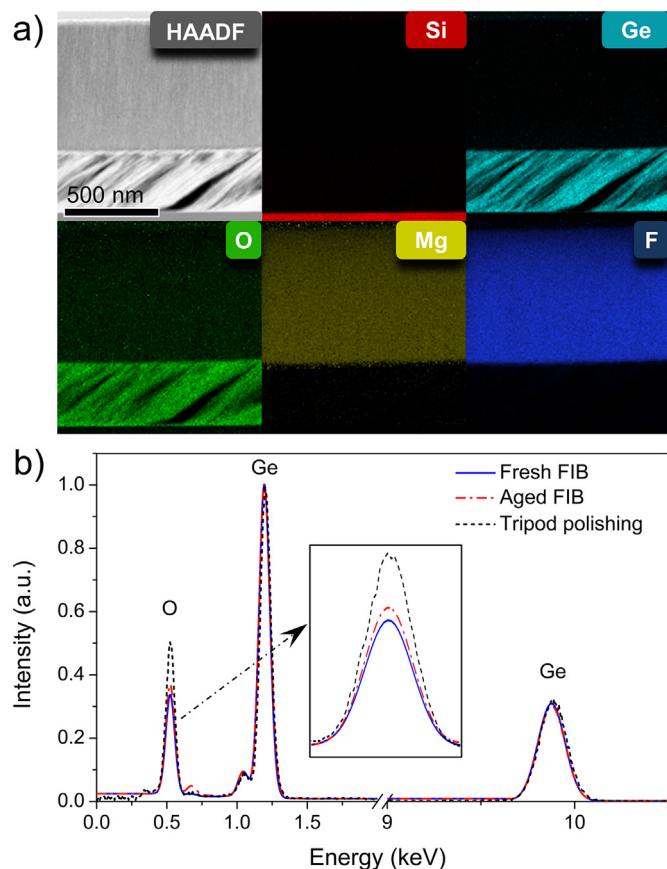 a)
HAADF
Si
Ge
500 nm
O
Mg
F
b)
Ge
Fresh FIB
Aged FIB
Tripod polishing
O
Ge
Intensity (a.u.)
1.0
0.8
0.6
0.4
0.2
0.0
0.0 0.5 1.0 1.5 9 10
Energy (keV)